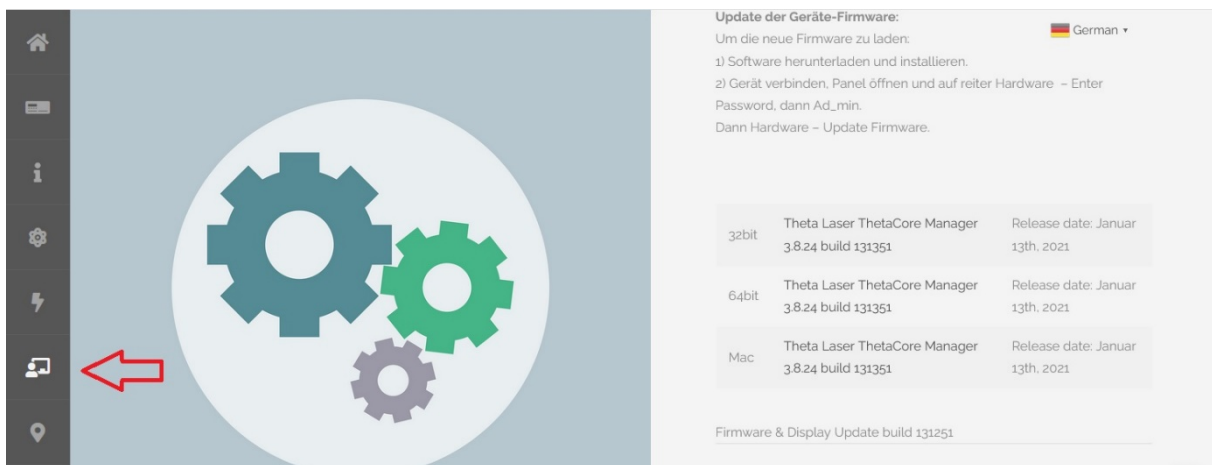 Update der Geräte-Firmware:
German ▾
Um die neue Firmware zu laden:
1) Software herunterladen und installieren.
2) Gerät verbinden, Panel öffnen und auf reiter Hardware – Enter
Password, dann Ad_min.
Dann Hardware – Update Firmware.
32bit Theta Laser ThetaCore Manager Release date: Januar
3.8.24 build 131351 13th, 2021
64bit Theta Laser ThetaCore Manager Release date: Januar
3.8.24 build 131351 13th, 2021
Mac Theta Laser ThetaCore Manager Release date: Januar
3.8.24 build 131351 13th, 2021
Firmware & Display Update build 131251